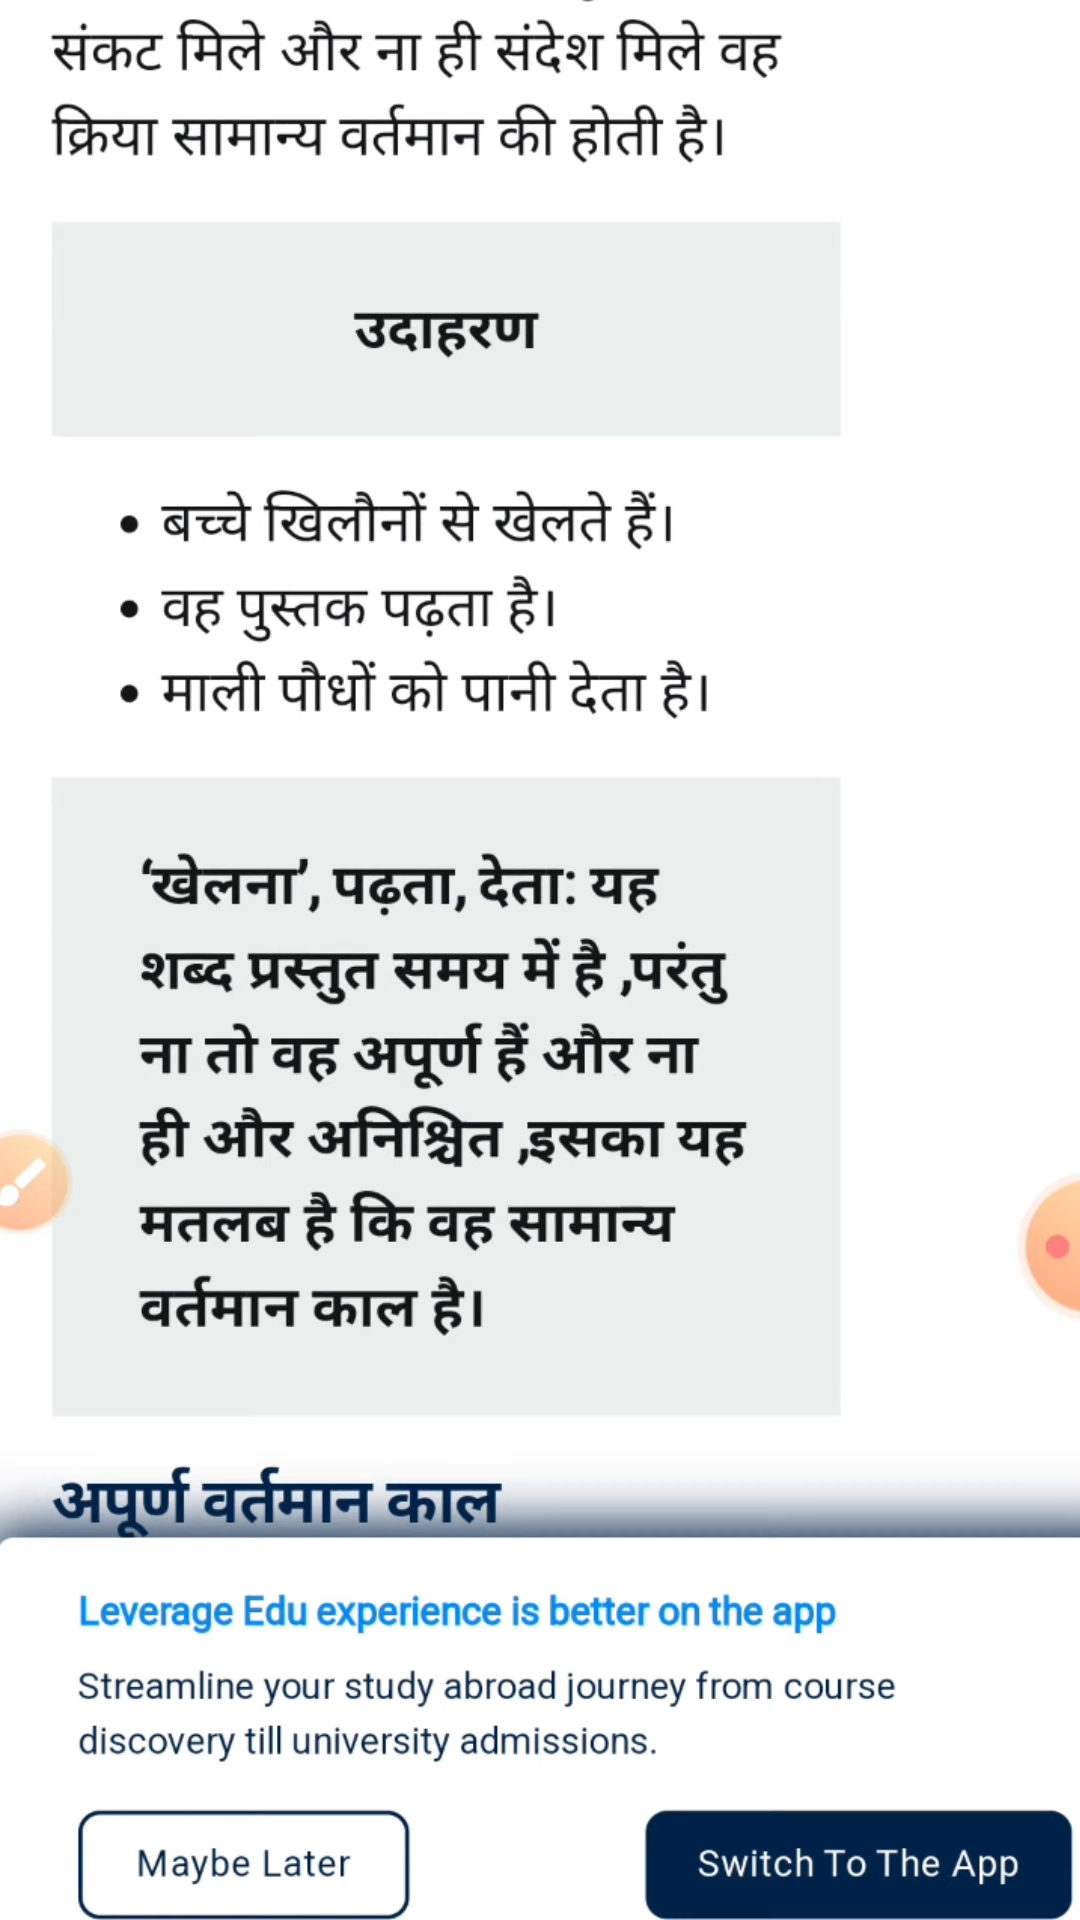 संकट मिले और ना ही संदेश मिले वह
क्रिया सामान्य वर्तमान की होती है।
उदाहरण
• बच्चे खिलौनों से खेलते हैं।
• वह पुस्तक पढ़ता है।
• माली पौधों को पानी देता है।
‘खेलना’, पढ़ता, देता: यह
शब्द प्रस्तुत समय में है ,परंतु
ना तो वह अपूर्ण हैं और ना
ही और अनिश्चित ,इसका यह
मतलब है कि वह सामान्य
वर्तमान काल है।
अपूर्ण वर्तमान काल
Leverage Edu experience is better on the app
Streamline your study abroad journey from course
discovery till university admissions.
Maybe Later
Switch To The App